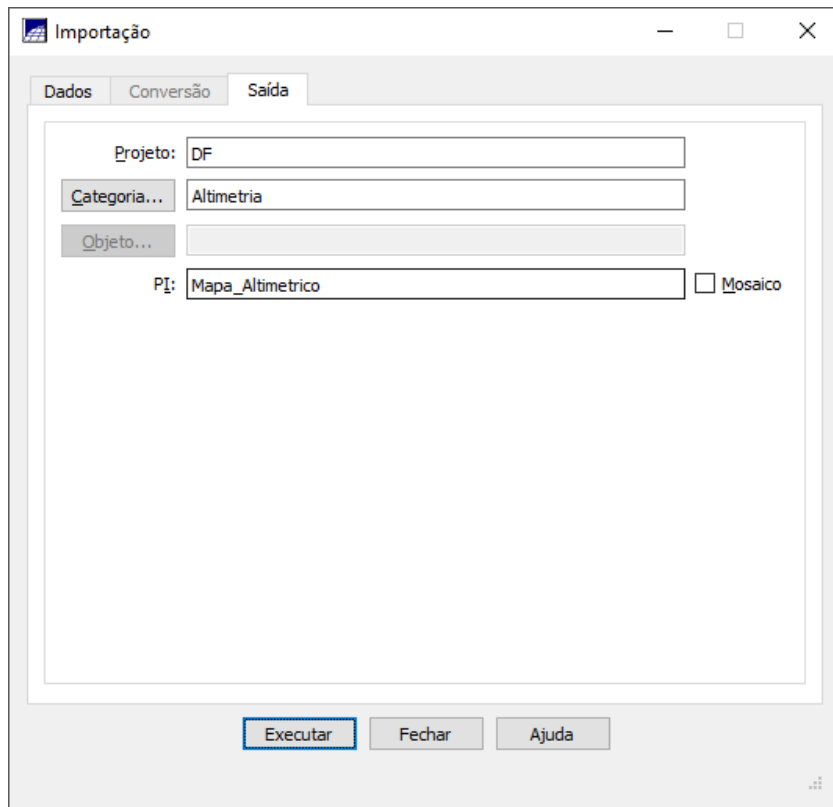 Importação
Dados Conversão Saída
Projeto: DF
Categoria... Altimetria
Objeto...
PI: Mapa_Altimetrico Mosaico
Executar Fechar Ajuda